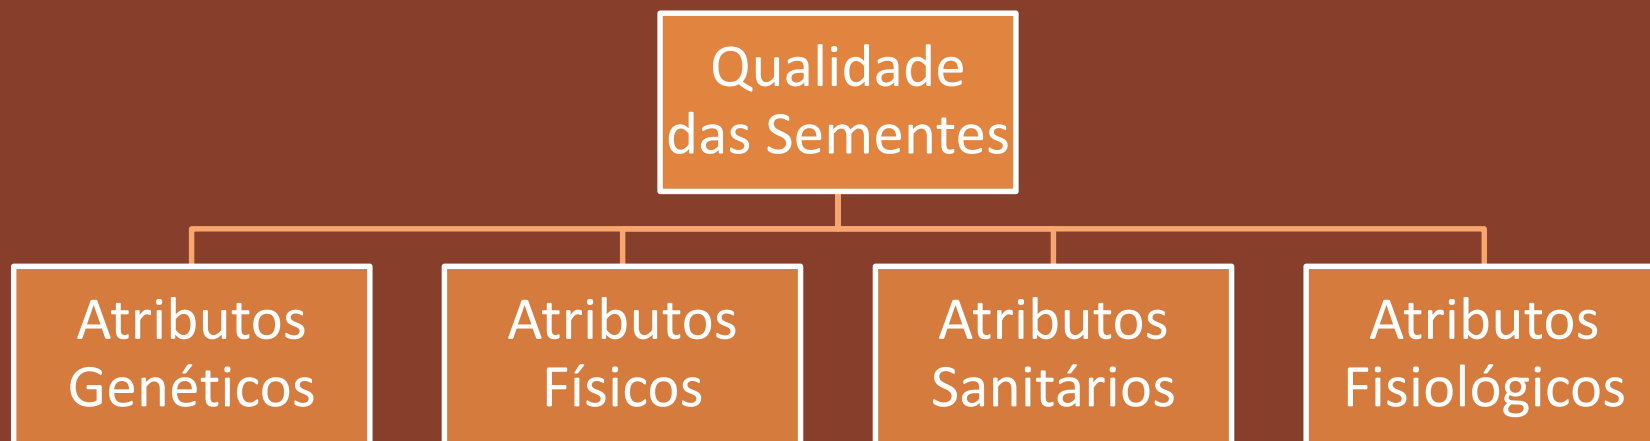 Qualidade
das Sementes
Atributos
Genéticos
Atributos
Físicos
Atributos
Sanitários
Atributos
Fisiológicos